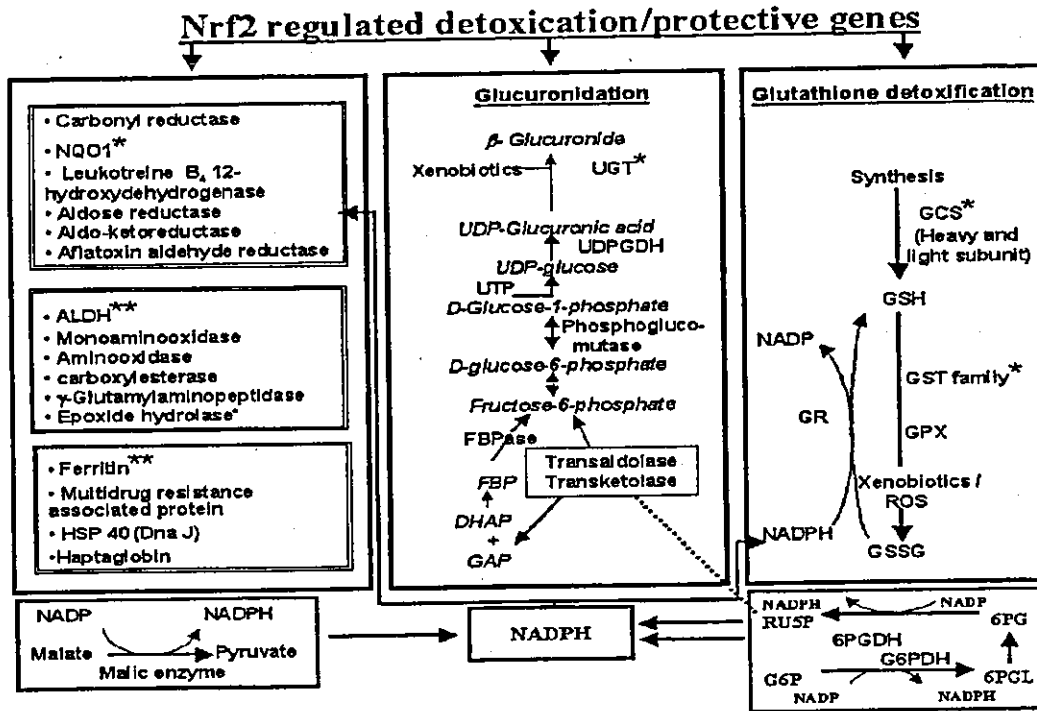 Nrf2 regulated detoxication/protective genes
• Carbonyl reductase
• NQO1*
• Leukotreine B4 12-
hydroxydehydrogenase
• Aldose reductase
• Aldo-ketoreductase
• Aflatoxin aldehyde reductase
• ALDH**
• Monoaminooxidase
• Aminooxidase
• carboxylesterase
• γ-Glutamylaminopeptidase
• Epoxide hydrolase*
• Ferritin**
• Multidrug resistance
associated protein
• HSP 40 (Dna J)
• Haptaglobin
NADP NADPH
Malate Pyruvate
Malic enzyme
Glucuronidation
β- Glucuronide
Xenobiotics UGT*
UDP-Glucuronic acid
UDPGDH
UDP-glucose
UTP
D-Glucose-1-phosphate
Phosphogluco-
mutase
D-glucose-6-phosphate
Fructose-6-phosphate
FBPase
Transaldolase
Transketolase
FBP
DHAP
+
GAP
NADPH
Glutathione detoxification
Synthesis
GCS*
(Heavy and
light subunit)
GSH
NADP
GST family*
GR
GPX
Xenobiotics /
ROS
NADPH
GSSG
NADPH NADP
RU5P 6PG
6PGDH
G6PDH
G6P 6PGL
NADP NADPH